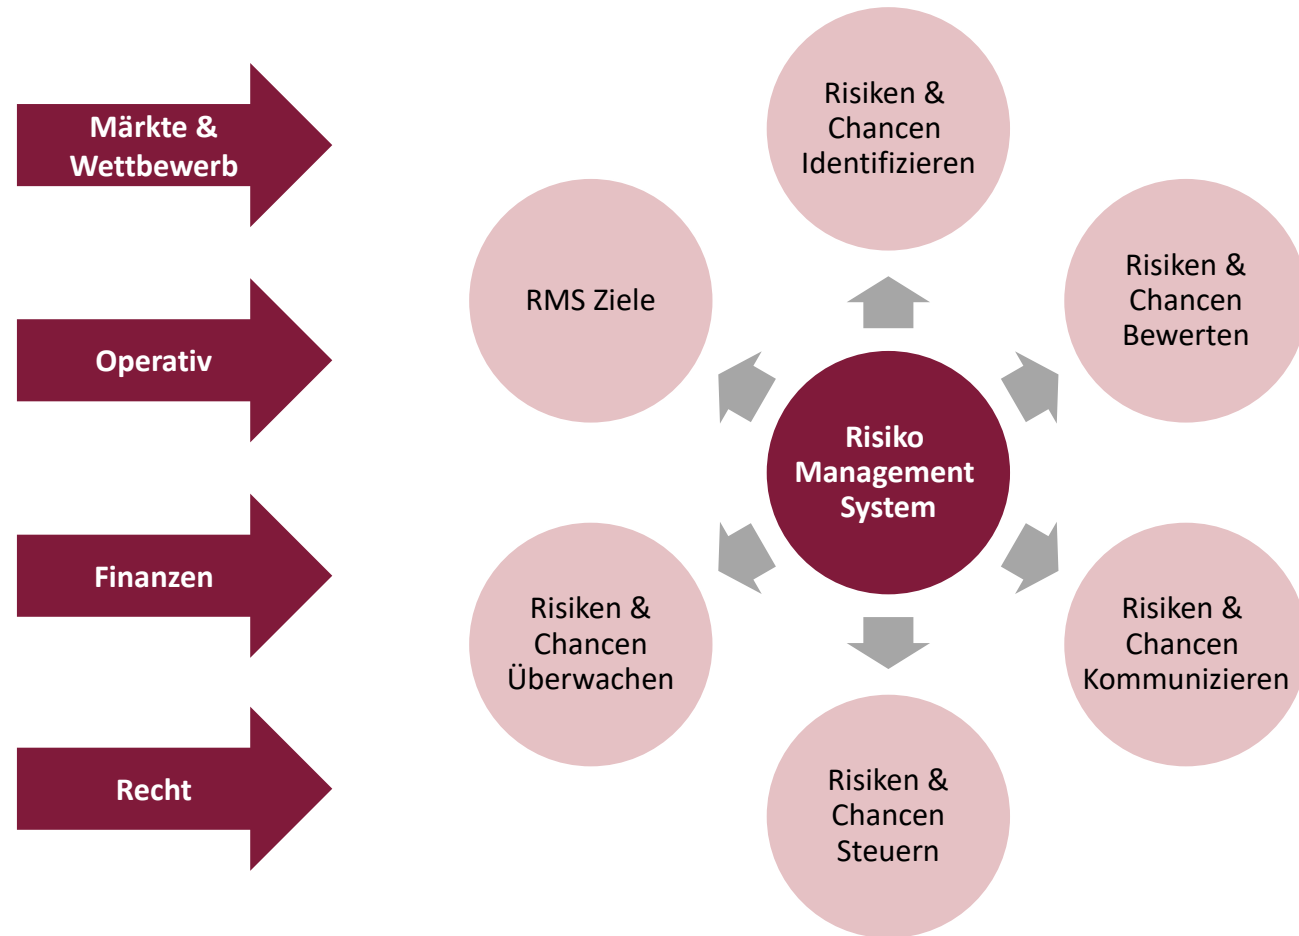 Märkte &
Wettbewerb
Operativ
Finanzen
Recht
Risiken &
Chancen
Identifizieren
RMS Ziele
Risiken &
Chancen
Bewerten
Risiko
Management
System
Risiken &
Chancen
Überwachen
Risiken &
Chancen
Kommunizieren
Risiken &
Chancen
Steuern